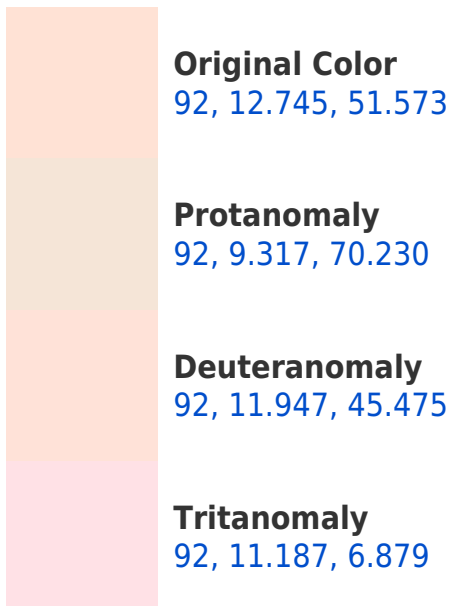 Original Color
92, 12.745, 51.573
Protanomaly
92, 9.317, 70.230
Deuteranomaly
92, 11.947, 45.475
Tritanomaly
92, 11.187, 6.879